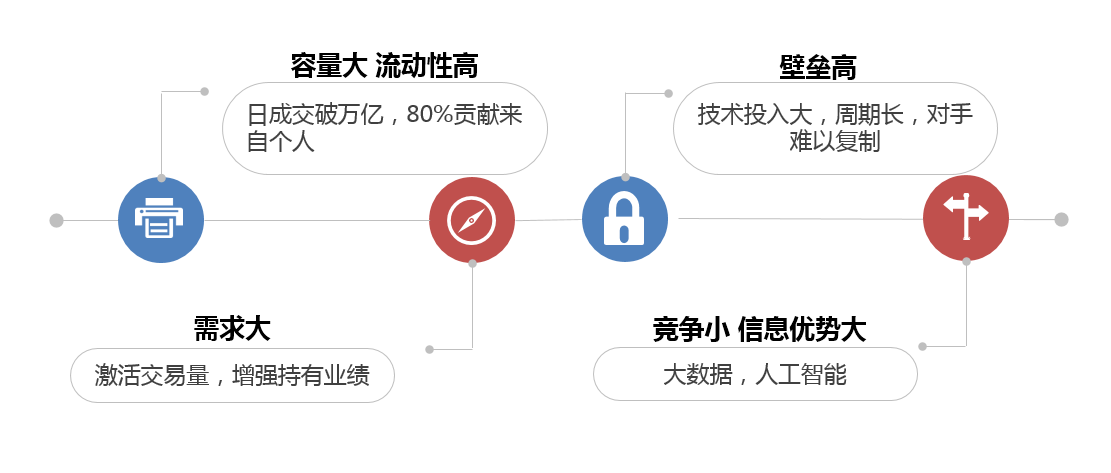 容量大 流动性高
日成交破万亿，80%贡献来
自个人
壁垒高
技术投入大，周期长，对手
难以复制
需求大
激活交易量，增强持有业绩
竞争小 信息优势大
大数据，人工智能